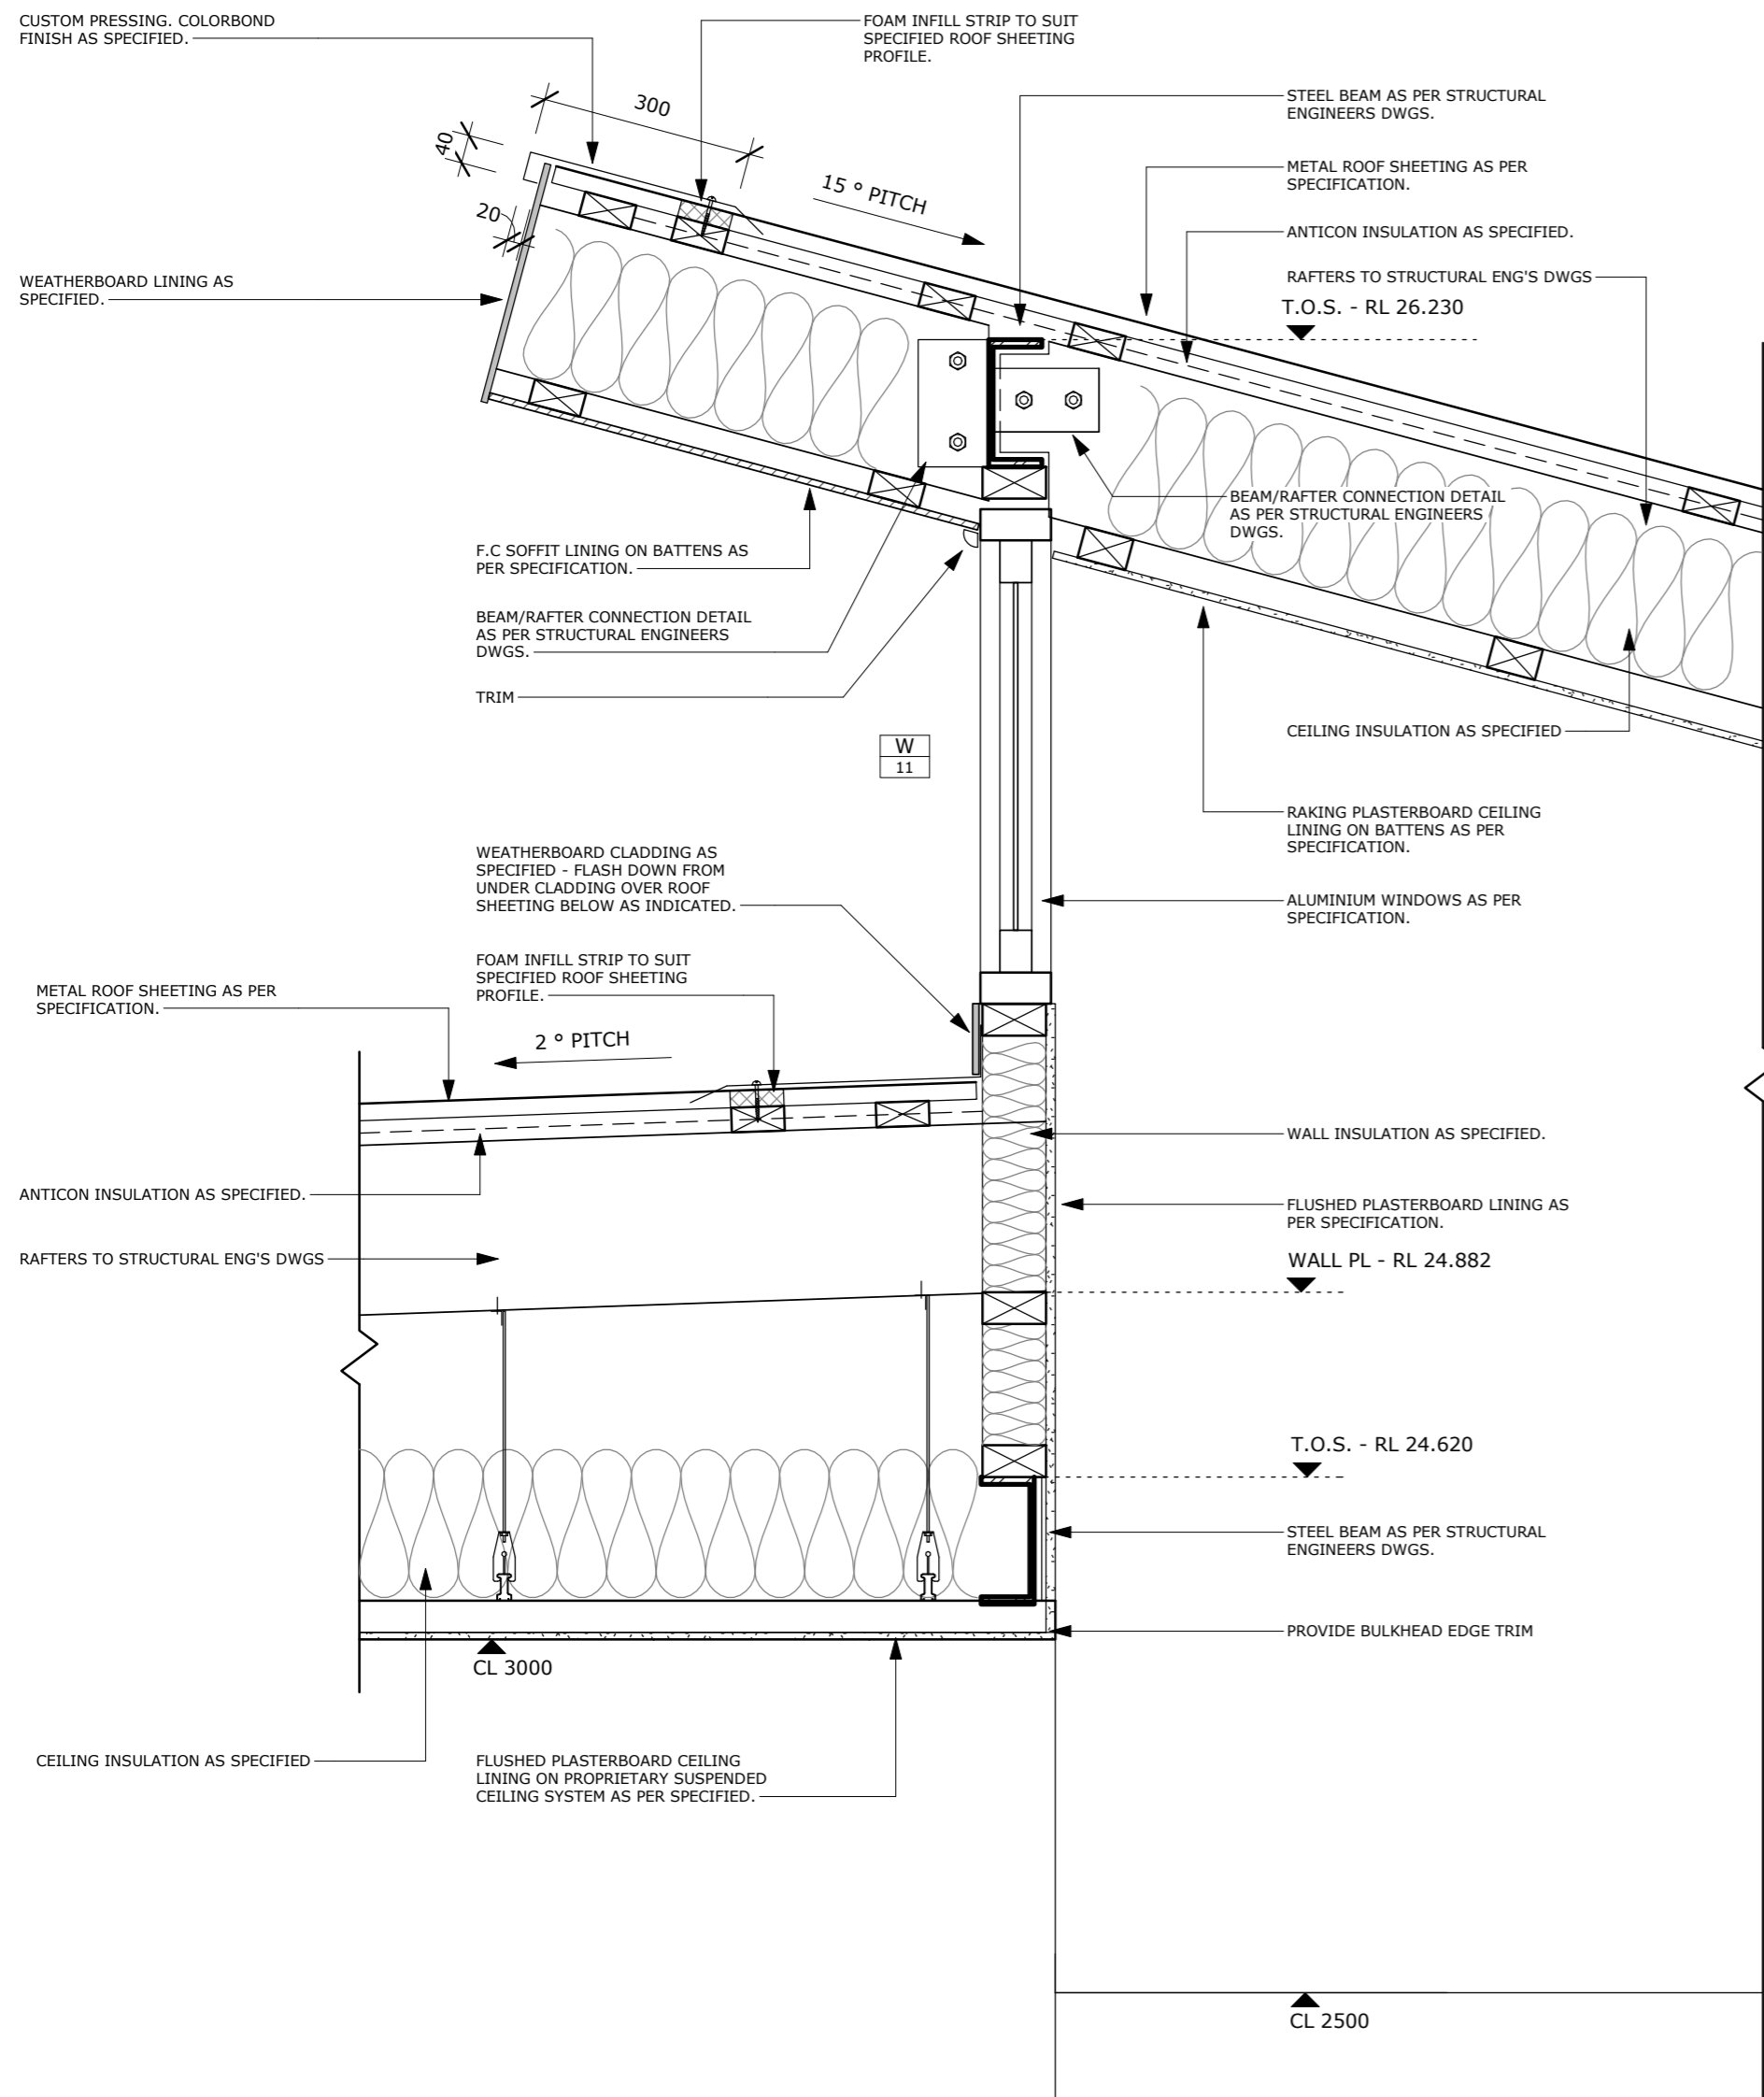 CUSTOM PRESSING. COLORBOND
FINISH AS SPECIFIED.
FOAM INFILL STRIP TO SUIT
SPECIFIED ROOF SHEETING
PROFILE.
300
40
20
15 ° PITCH
STEEL BEAM AS PER STRUCTURAL
ENGINEERS DWGS.
METAL ROOF SHEETING AS PER
SPECIFICATION.
ANTICON INSULATION AS SPECIFIED.
RAFTERS TO STRUCTURAL ENG'S DWGS
T.O.S. - RL 26.230
WEATHERBOARD LINING AS
SPECIFIED.
BEAM/RAFTER CONNECTION DETAIL
AS PER STRUCTURAL ENGINEERS
DWGS.
F.C SOFFIT LINING ON BATTENS AS
PER SPECIFICATION.
BEAM/RAFTER CONNECTION DETAIL
AS PER STRUCTURAL ENGINEERS
DWGS.
TRIM
W
11
CEILING INSULATION AS SPECIFIED
RAKING PLASTERBOARD CEILING
LINING ON BATTENS AS PER
SPECIFICATION.
WEATHERBOARD CLADDING AS
SPECIFIED - FLASH DOWN FROM
UNDER CLADDING OVER ROOF
SHEETING BELOW AS INDICATED.
ALUMINIUM WINDOWS AS PER
SPECIFICATION.
FOAM INFILL STRIP TO SUIT
SPECIFIED ROOF SHEETING
PROFILE.
METAL ROOF SHEETING AS PER
SPECIFICATION.
2 ° PITCH
WALL INSULATION AS SPECIFIED.
ANTICON INSULATION AS SPECIFIED.
FLUSHED PLASTERBOARD LINING AS
PER SPECIFICATION.
RAFTERS TO STRUCTURAL ENG'S DWGS
WALL PL - RL 24.882
T.O.S. - RL 24.620
STEEL BEAM AS PER STRUCTURAL
ENGINEERS DWGS.
PROVIDE BULKHEAD EDGE TRIM
CL 3000
CEILING INSULATION AS SPECIFIED
FLUSHED PLASTERBOARD CEILING
LINING ON PROPRIETARY SUSPENDED
CEILING SYSTEM AS PER SPECIFIED.
CL 2500